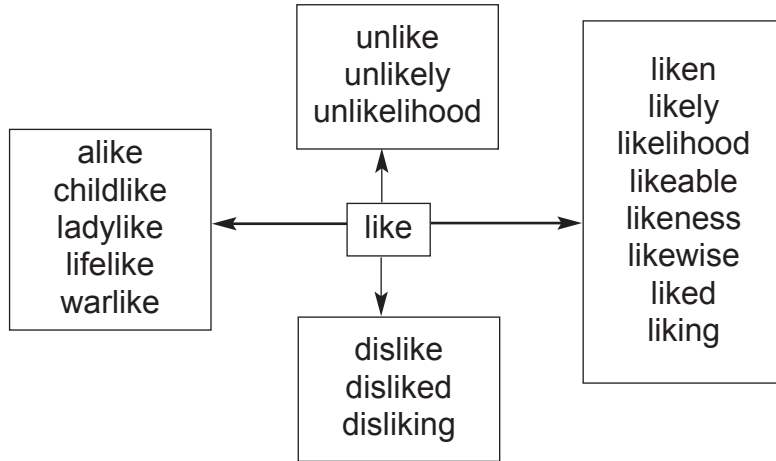 unlike
unlikely
unlikelihood
alike
childlike
ladylike
lifelike
warlike
like
liken
likely
likelihood
likeable
likeness
likewise
liked
liking
dislike
disliked
disliking